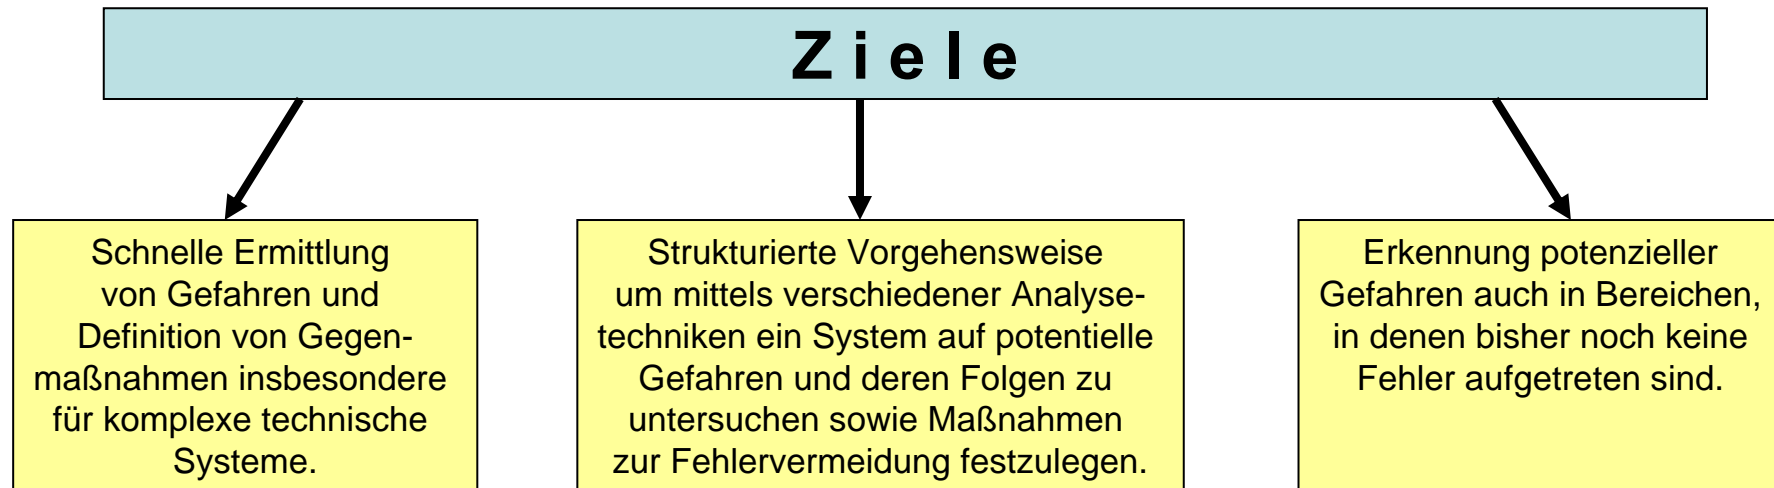 Z i e l e
Schnelle Ermittlung
von Gefahren und
Definition von Gegen-
maßnahmen insbesondere
für komplexe technische
Systeme.
Strukturierte Vorgehensweise
um mittels verschiedener Analyse-
techniken ein System auf potentielle
Gefahren und deren Folgen zu
untersuchen sowie Maßnahmen
zur Fehlervermeidung festzulegen.
Erkennung potenzieller
Gefahren auch in Bereichen,
in denen bisher noch keine
Fehler aufgetreten sind.